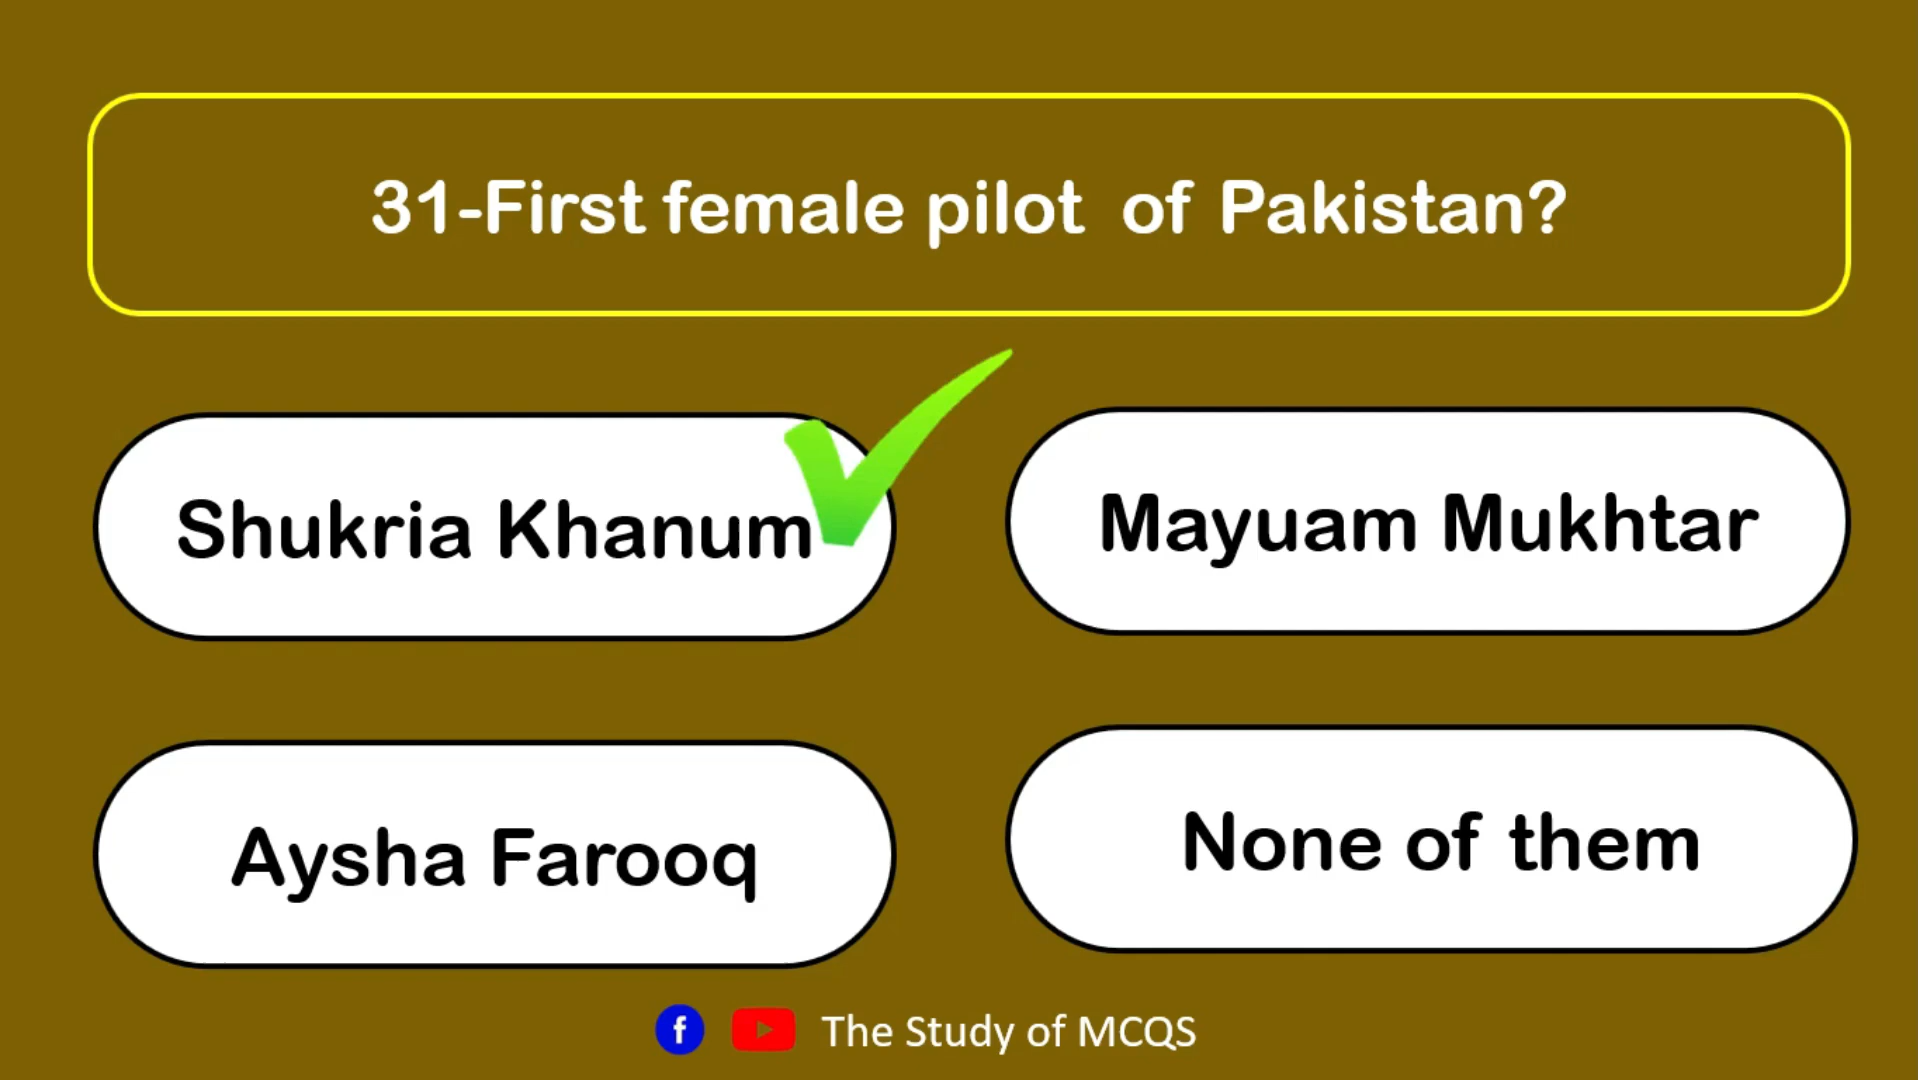 31-First female pilot of Pakistan?
Shukria Khanum
Mayuam Mukhtar
Aysha Farooq
None of them
f
The Study of MCQS